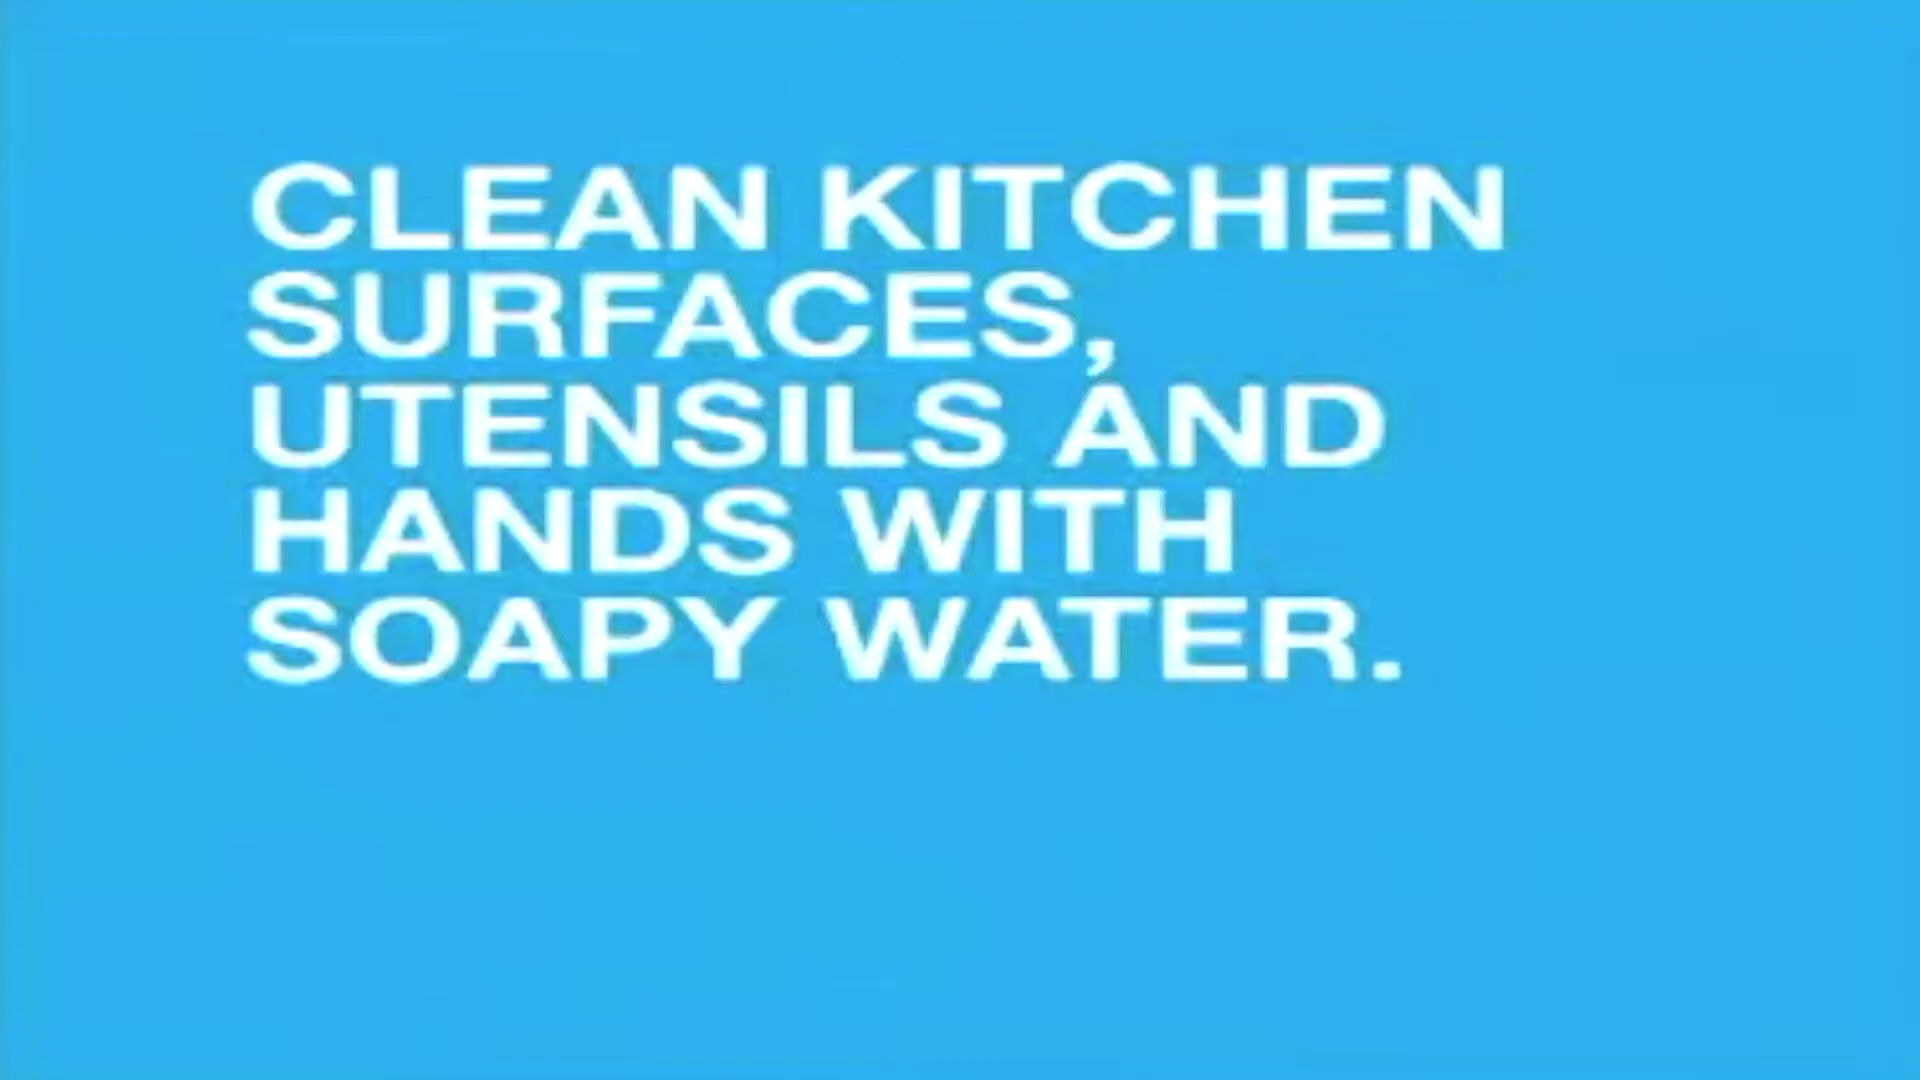 CLEAN KITCHEN
SURFACES,
UTENSILS AND
HANDS WITH
SOAPY WATER.